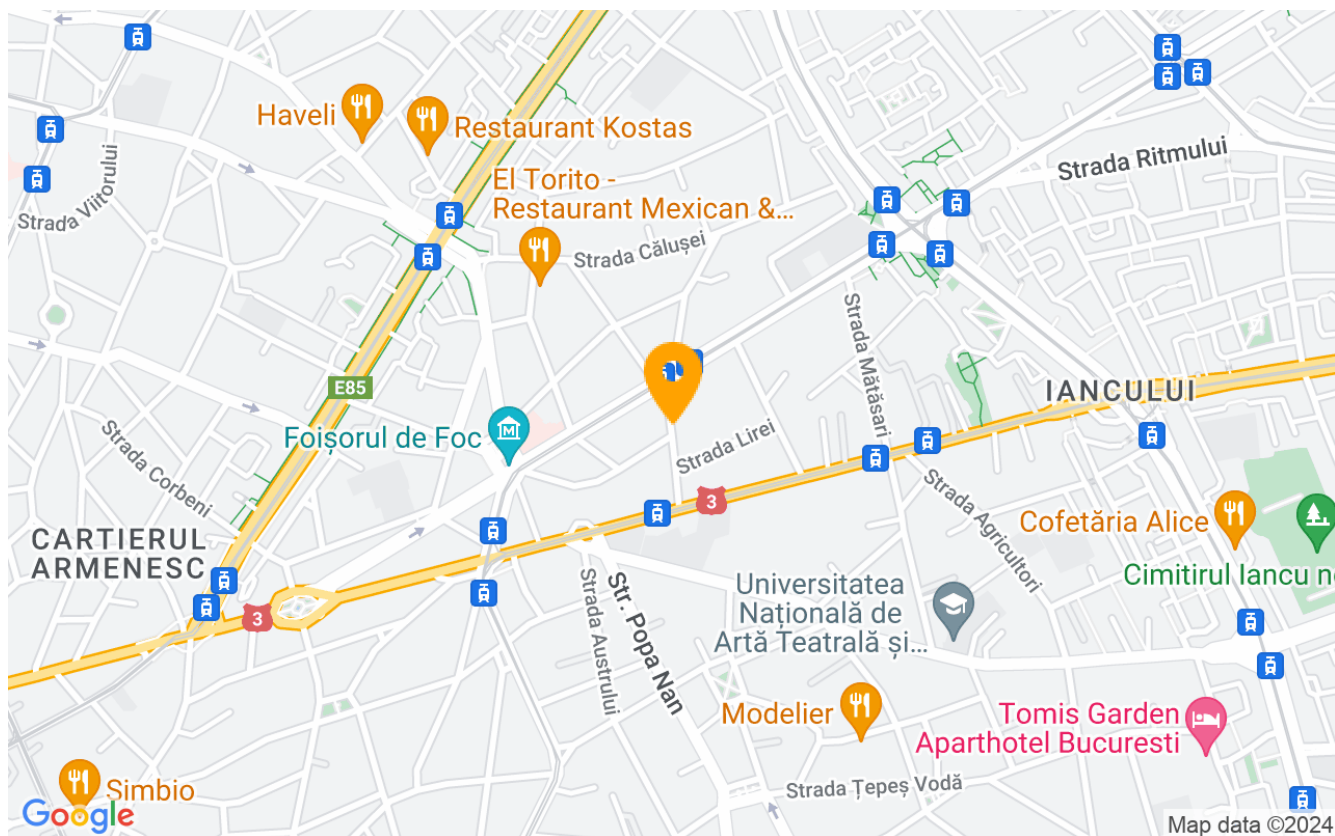 Haveli
Restaurant Kostas
Strada Ritmului
Strada Viitorului
El Torito -
Restaurant Mexican &...
Strada Călușei
Strada Mătăsari
E85
IANCULUI
Foișorul de Foc
Strada Lirei
Strada Corbeni
3
Strada Agricultori
Cofetăria Alice
CARTIERUL
ARMENESC
Cimitirul Iancu no
Universitatea
Națională de
Artă Teatrală și...
Strada Austrului
Str. Popa Nan
3
Modelier
Tomis Garden
Aparthotel Bucuresti
Simbio
Strada Țepeș Vodă
Google
Map data ©2024